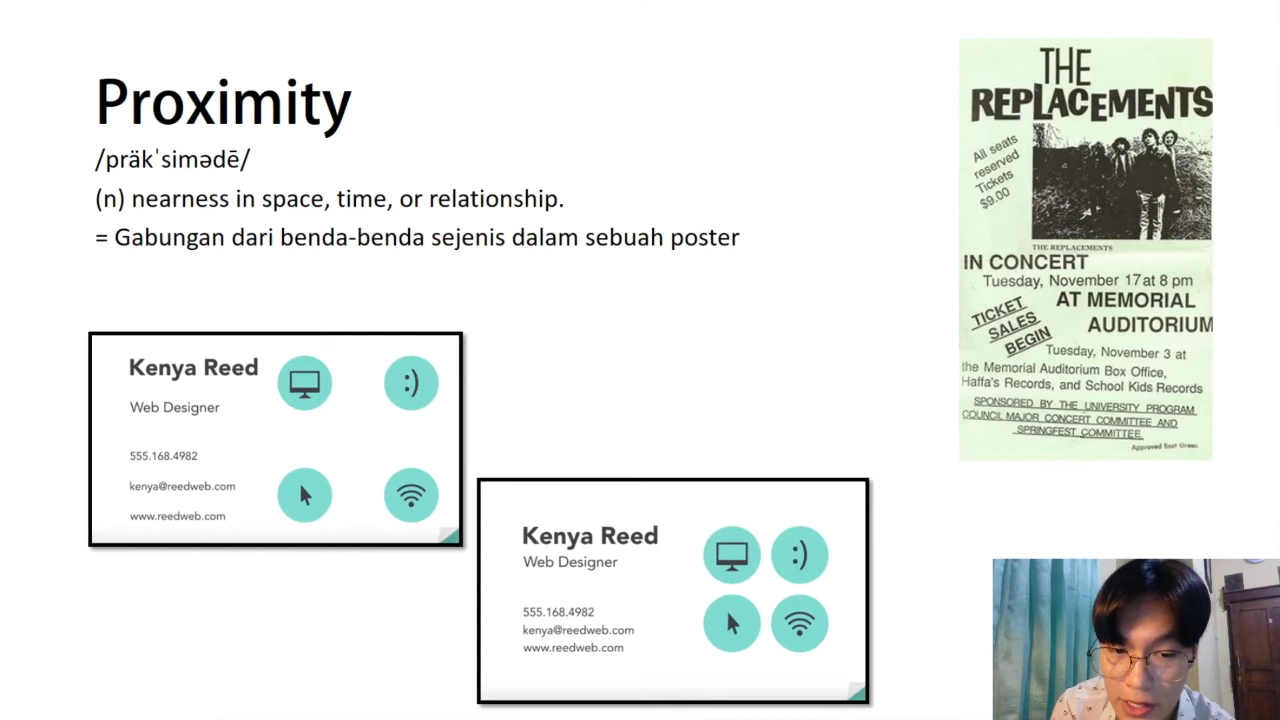 Proximity
/präkˈsimədē/
(n) nearness in space, time, or relationship.
= Gabungan dari benda-benda sejenis dalam sebuah poster
Kenya Reed
Web Designer
555.168.4982
kenya@reedweb.com
www.reedweb.com
:)
Kenya Reed
Web Designer
555.168.4982
kenya@reedweb.com
www.reedweb.com
:)
THE
REPLACEMENTS
All seats
reserved
Tickets
$9.00
THE REPLACEMENTS
IN CONCERT
Tuesday, November 17 at 8 pm
AT MEMORIAL
AUDITORIUM
TICKET
SALES
BEGIN
Tuesday, November 3 at
the Memorial Auditorium Box Office,
Haffa's Records, and School Kids Records
SPONSORED BY THE UNIVERSITY PROGRAM
COUNCIL MAJOR CONCERT COMMITTEE AND
SPRINGFEST COMMITTEE
Approved East Green